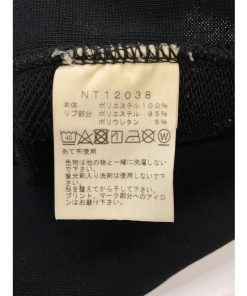 NT12038
本体 ポリエステル100%
リブ部分 ポリエステル 95%
ポリウレタン 5%
40
あて布使用
色物は他の物と一緒に洗濯しない
で下さい。
蛍光剤入り洗剤は使用しないで下
さい。
形を整えてから干して下さい。
プリント、マーク部分へのアイロ
ンはお避け下さい。